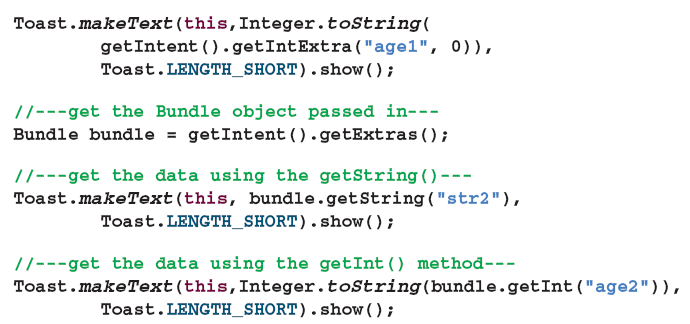 Toast.makeText(this,Integer.toString(
        getIntent().getIntExtra("age1", 0)),
        Toast.LENGTH_SHORT).show();
//---get the Bundle object passed in---
Bundle bundle = getIntent().getExtras();
//---get the data using the getString()---
Toast.makeText(this, bundle.getString("str2"),
        Toast.LENGTH_SHORT).show();
//---get the data using the getInt() method---
Toast.makeText(this,Integer.toString(bundle.getInt("age2")),
        Toast.LENGTH_SHORT).show();